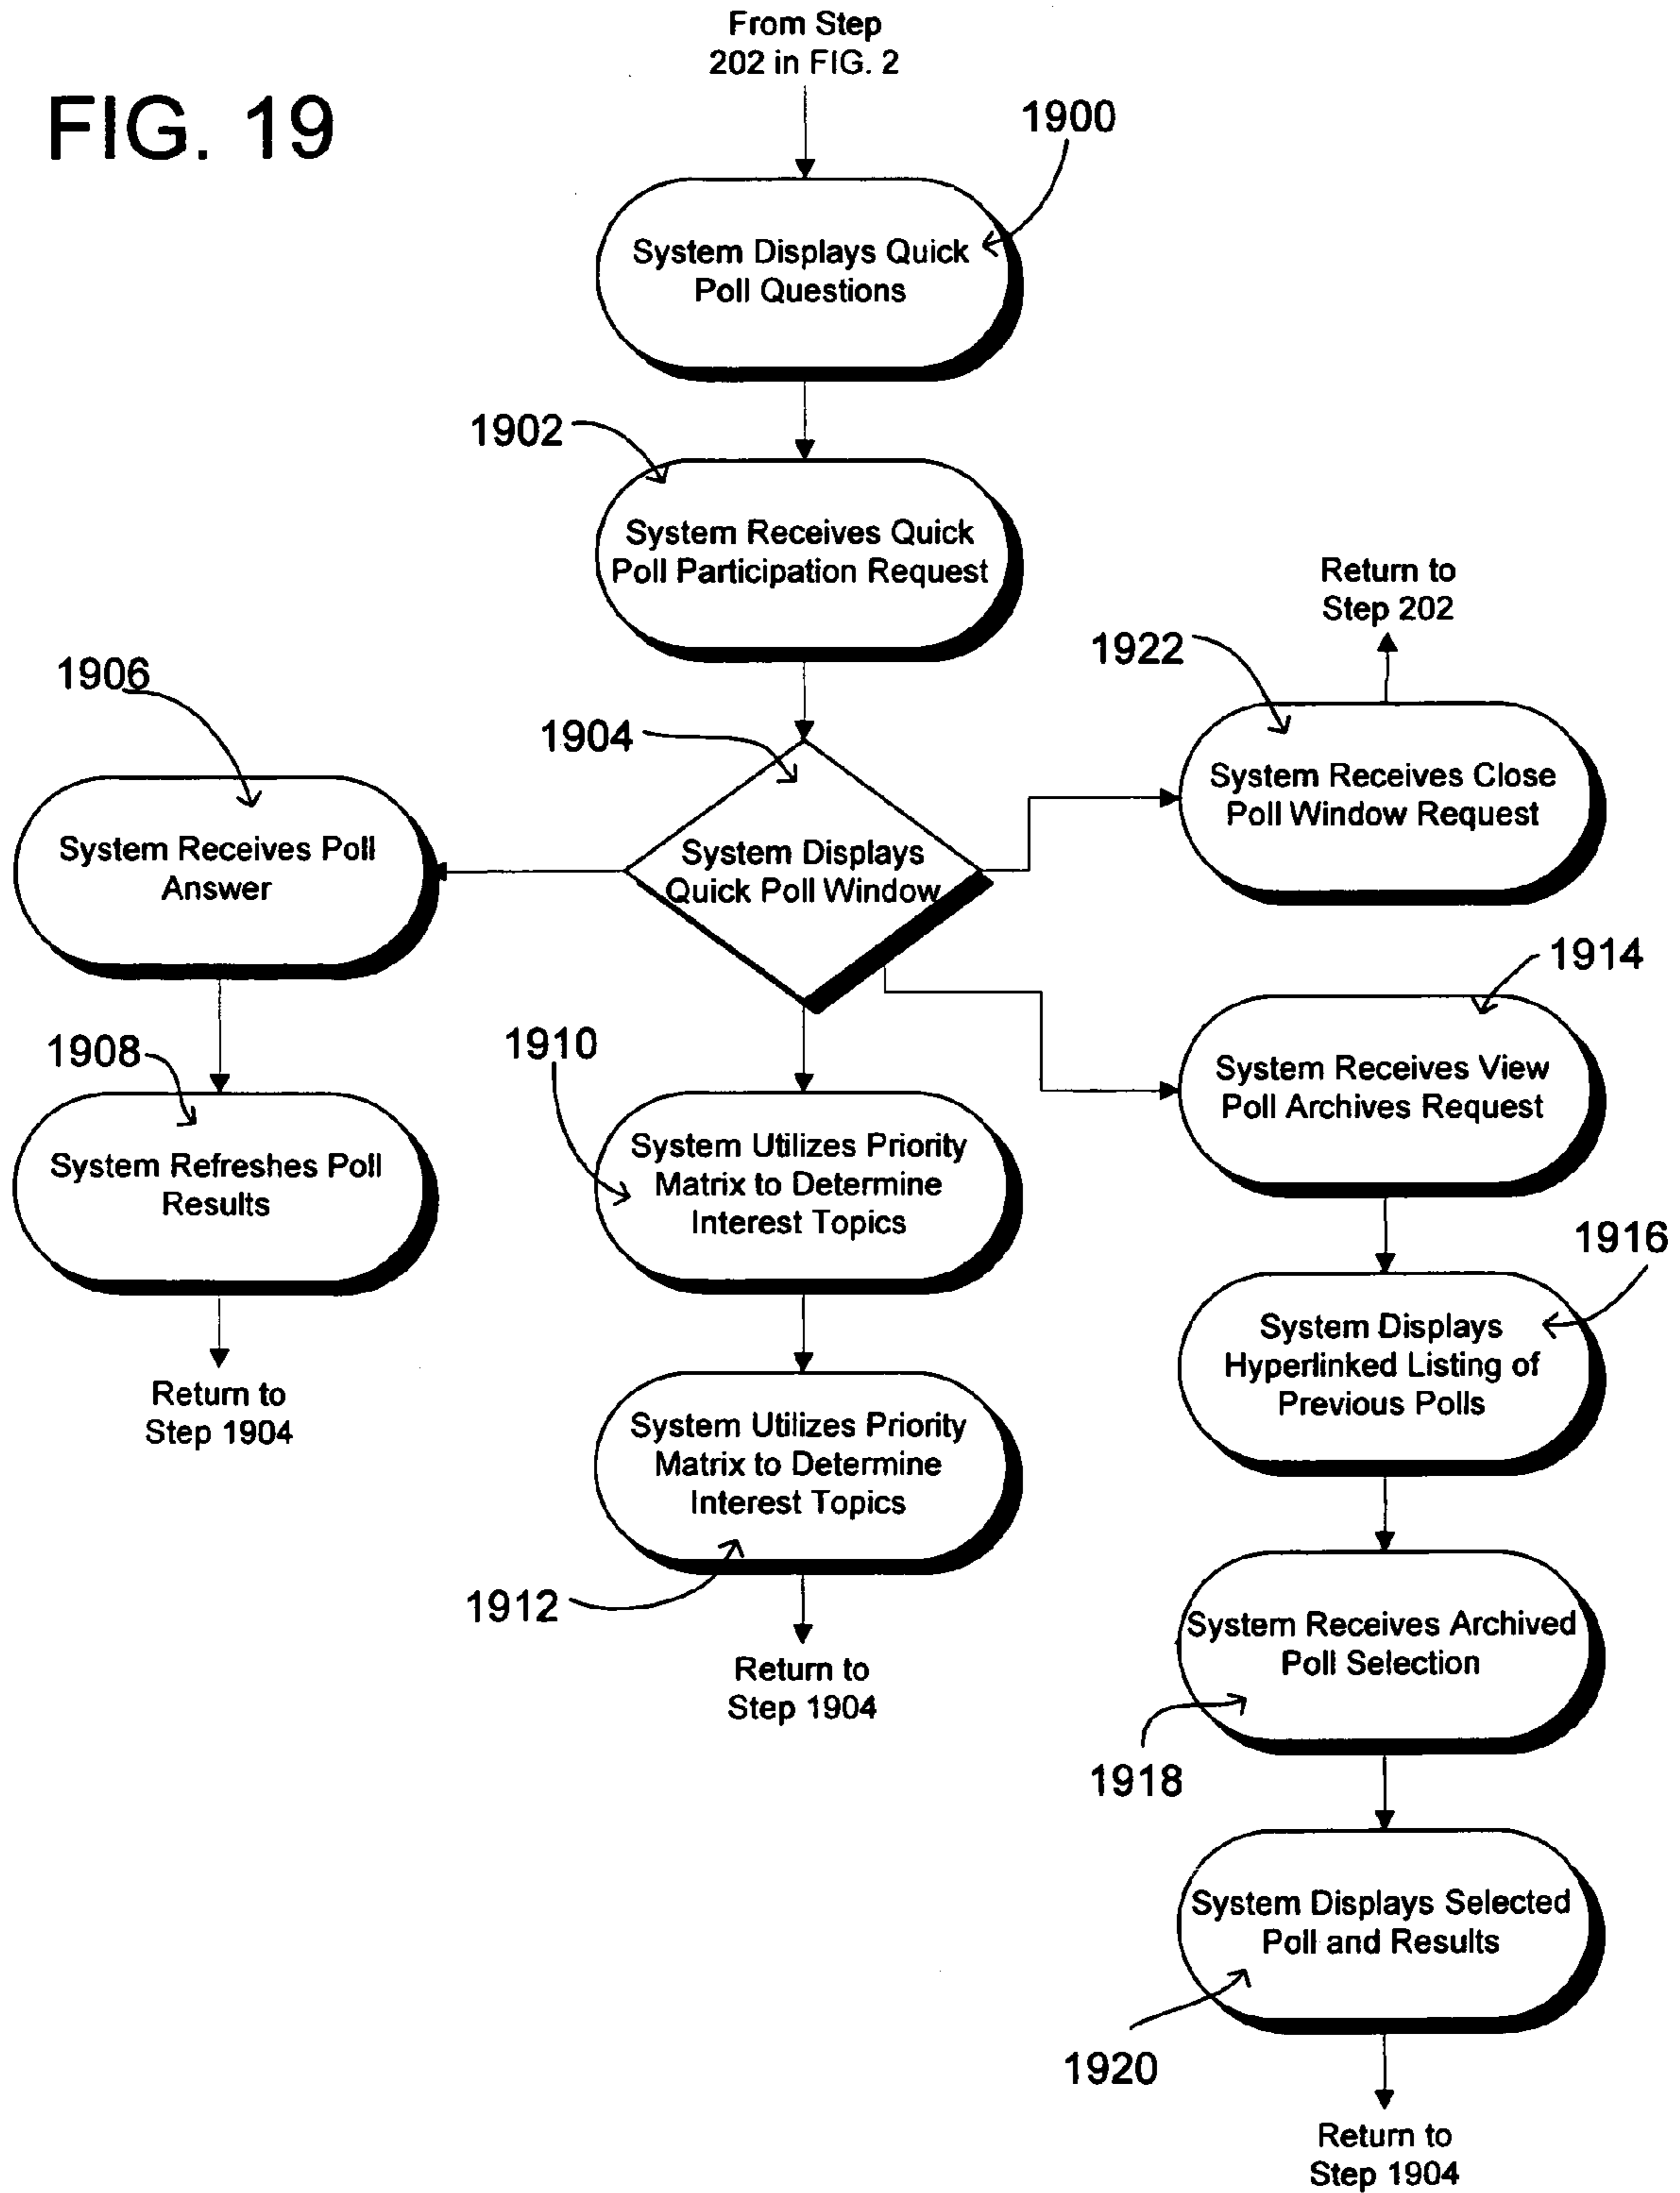 From Step
202 in FIG. 2
FIG. 19
1900
System Displays Quick
Poll Questions
1902
System Receives Quick
Poll Participation Request
Return to
Step 202
1922
System Receives Close
Poll Window Request
1906
1904
System Receives Poll
Answer
System Displays
Quick Poll Window
1914
System Receives View
Poll Archives Request
1908
System Refreshes Poll
Results
Return to
Step 1904
1910
System Utilizes Priority
Matrix to Determine
Interest Topics
1916
System Displays
Hyperlinked Listing of
Previous Polls
System Utilizes Priority
Matrix to Determine
Interest Topics
1912
Return to
Step 1904
System Receives Archived
Poll Selection
1918
System Displays Selected
Poll and Results
1920
Return to
Step 1904